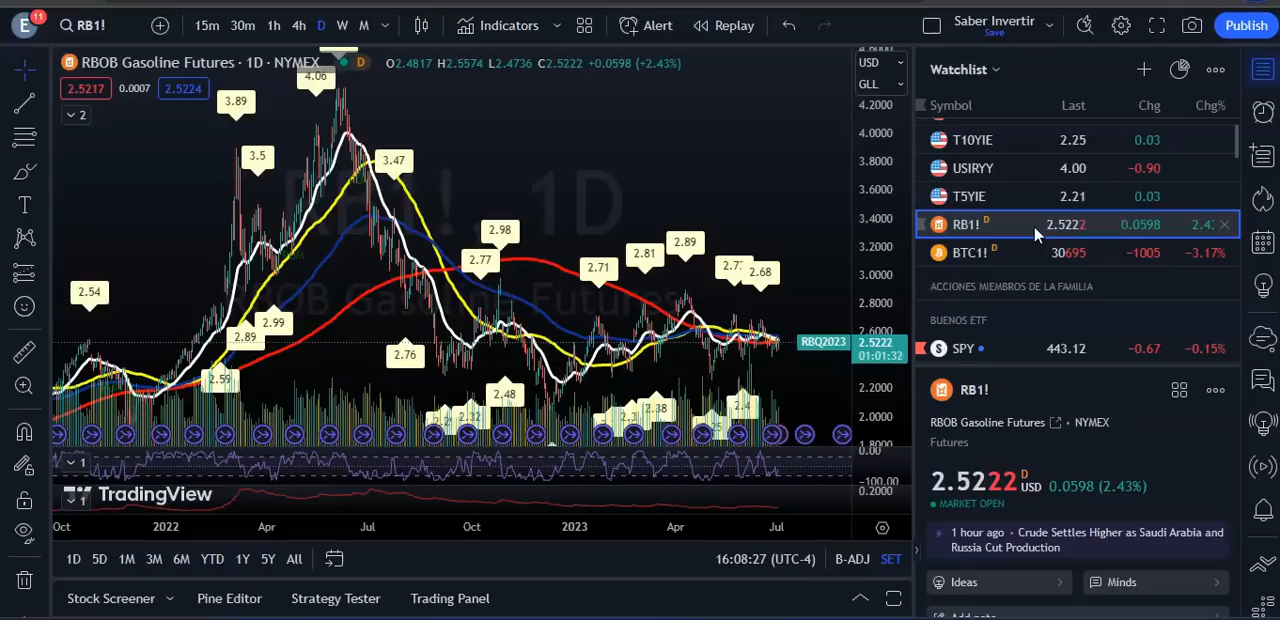 E 11 RB1! 15m 30m 1h 4h D W M Indicators Alert Replay Saber Invertir Save Publish
RBOB Gasoline Futures · 1D · NYMEX D O2.4817 H2.5574 L2.4736 C2.5222 +0.0598 (+2.43%)
2.5217 0.0007 2.5224
2
RB1!, 1D
RBOB Gasoline Futures
4.06
3.89
3.5
3.47
2.98
2.77
2.54
2.99
2.89
2.59
2.76
2.48
2.32
2.71
2.81
2.89
2.68
2.38
USD
GLL
4.2000
4.0000
3.8000
3.6000
3.4000
3.2000
3.0000
2.8000
2.6000
RBQ2023 2.5222
01:01:32
2.2000
2.0000
1.8000
0.00
1
-100.00
1
TradingView
0.2000
Oct 2022 Apr Jul Oct 2023 Apr Jul
1D 5D 1M 3M 6M YTD 1Y 5Y All 16:08:27 (UTC-4) B-ADJ SET
Stock Screener Pine Editor Strategy Tester Trading Panel
Watchlist
Symbol Last Chg Chg%
T10YIE 2.25 0.03
USIRYY 4.00 -0.90
T5YIE 2.21 0.03
RB1! D 2.5222 0.0598
BTC1! D 30695 -1005 -3.17%
ACCIONES MIEMBROS DE LA FAMILIA
BUENOS ETF
SPY 443.12 -0.67 -0.15%
RB1!
RBOB Gasoline Futures • NYMEX
Futures
2.5222 D USD 0.0598 (2.43%)
MARKET OPEN
1 hour ago • Crude Settles Higher as Saudi Arabia and
Russia Cut Production
Ideas Minds